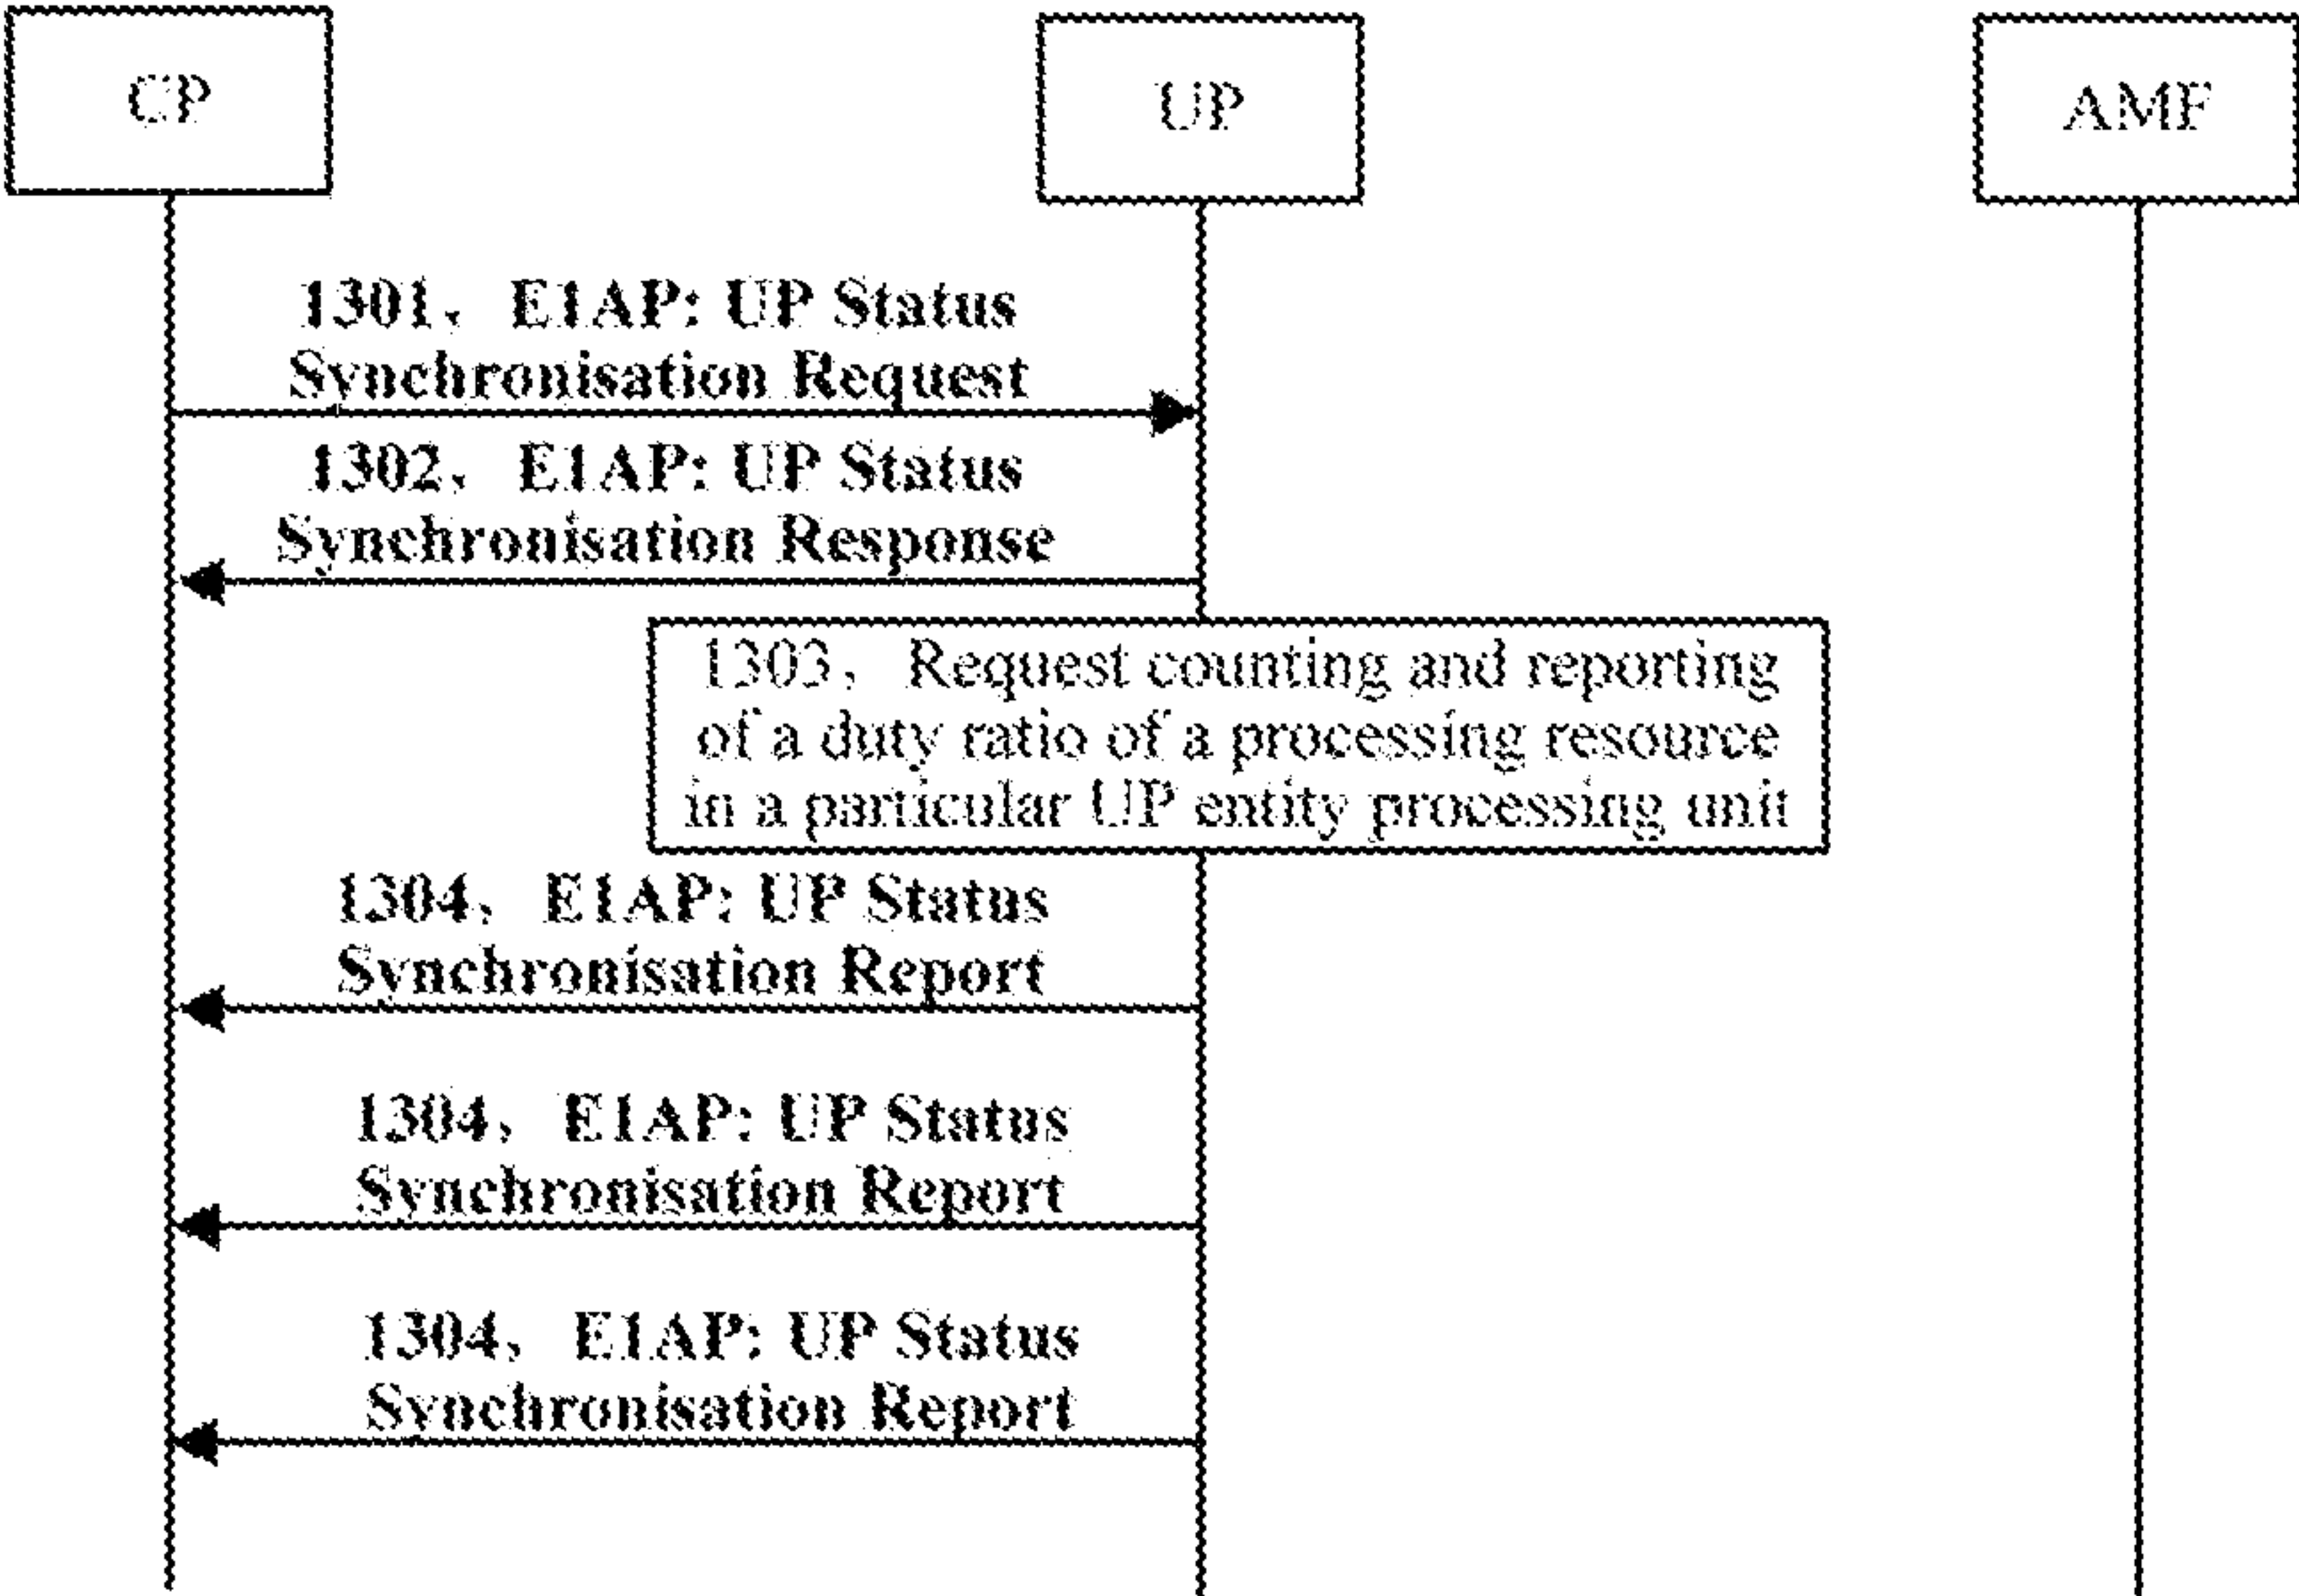 CP
UP
AMF
1301、 E1AP: UP Status
Synchronisation Request
1302、 E1AP: UP Status
Synchronisation Response
1303、 Request counting and reporting
of a duty ratio of a processing resource
in a particular UP entity processing unit
1304、 E1AP: UP Status
Synchronisation Report
1304、 E1AP: UP Status
Synchronisation Report
1304、 E1AP: UP Status
Synchronisation Report